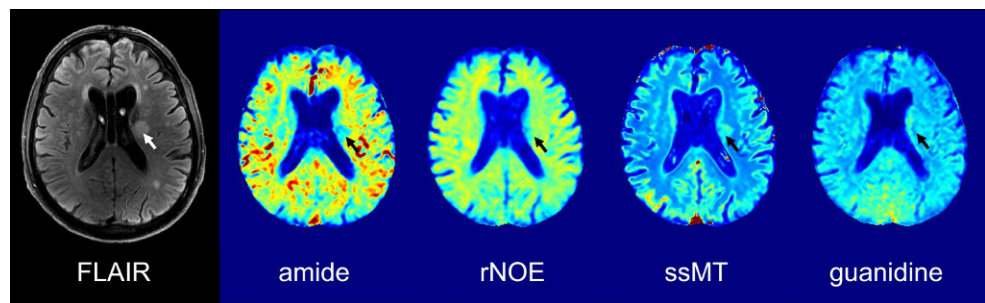 FLAIR
amide
rNOE
ssMT
guanidine